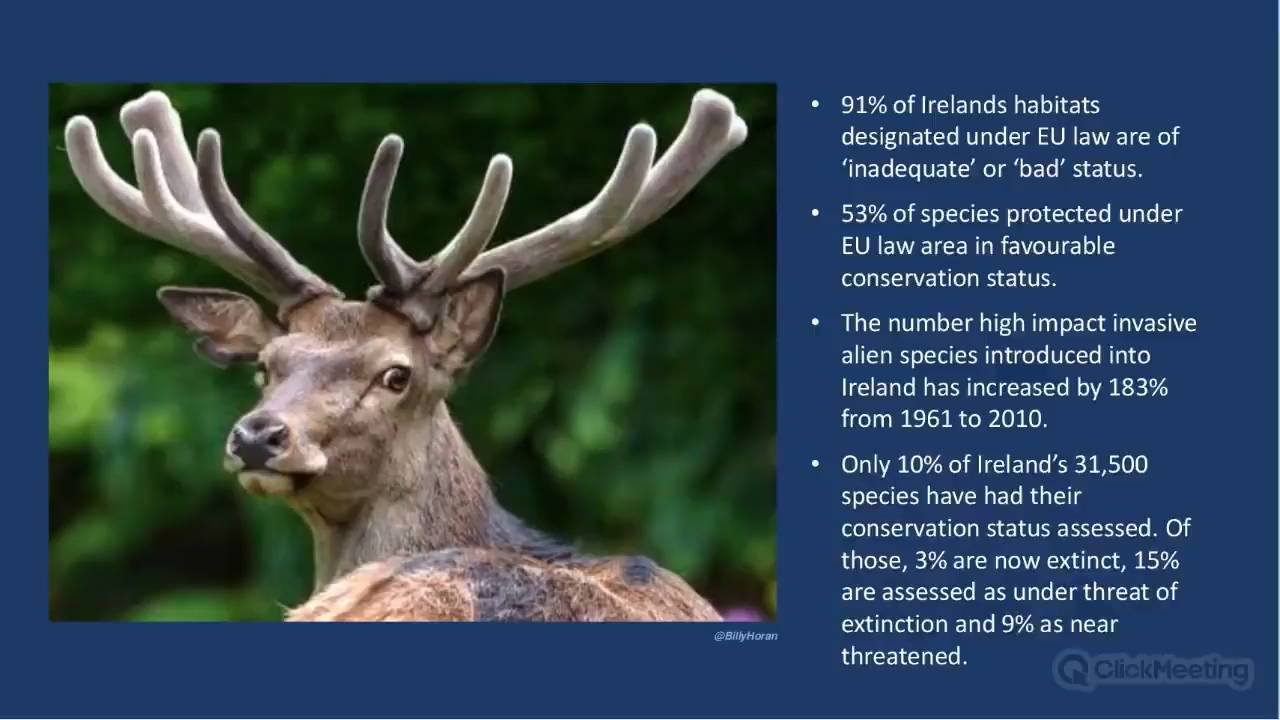 • 91% of Irelands habitats
designated under EU law are of
‘inadequate’ or ‘bad’ status.
• 53% of species protected under
EU law area in favourable
conservation status.
• The number high impact invasive
alien species introduced into
Ireland has increased by 183%
from 1961 to 2010.
• Only 10% of Ireland’s 31,500
species have had their
conservation status assessed. Of
those, 3% are now extinct, 15%
are assessed as under threat of
extinction and 9% as near
threatened.
@BillyHoran
ClickMeeting